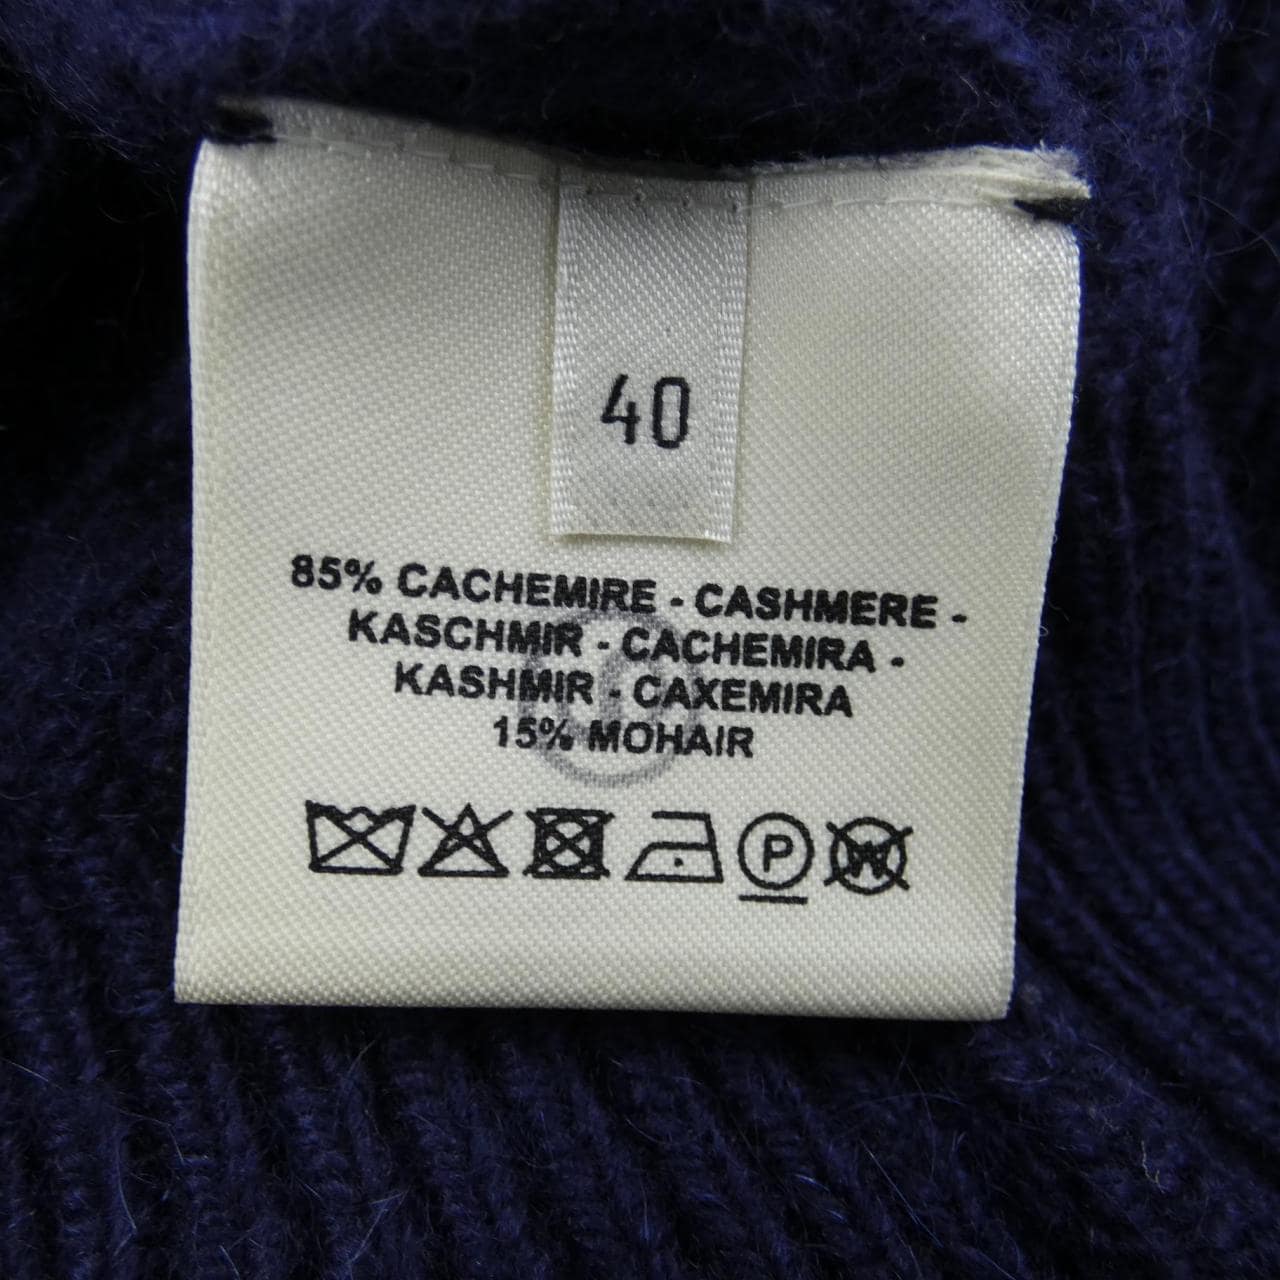 40
85% CACHEMIRE - CASHMERE -
KASCHMIR - CACHEMIRA -
KASHMIR - CAXEMIRA
15% MOHAIR
P W